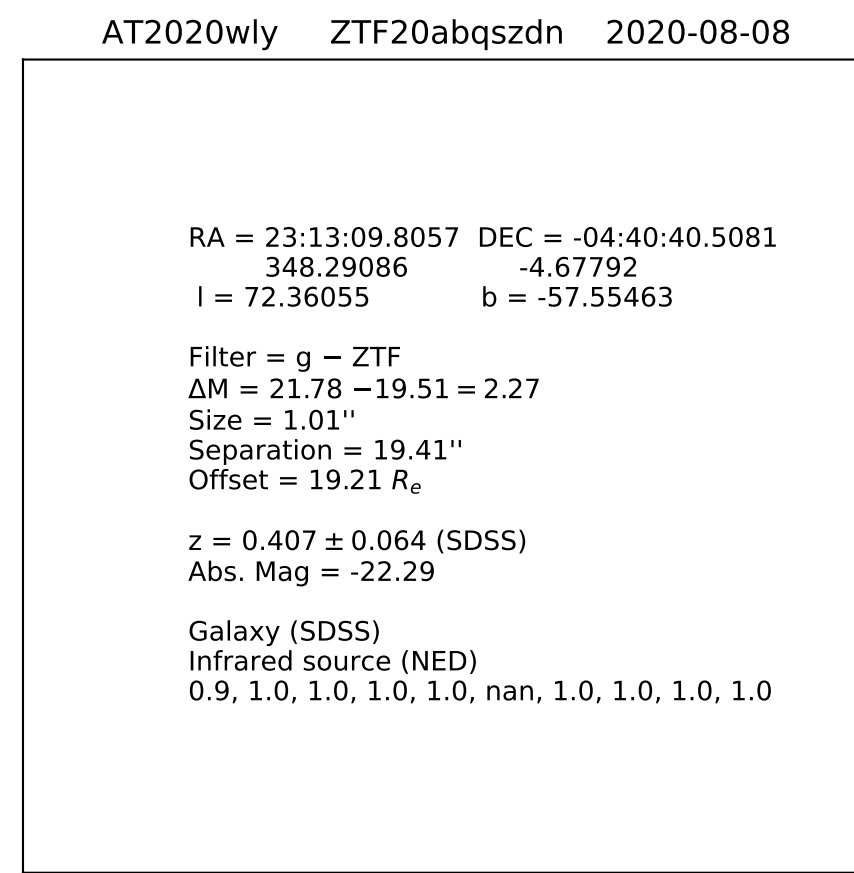 AT2020wly ZTF20abqszdn 2020-08-08
RA = 23:13:09.8057 DEC = -04:40:40.5081
348.29086 -4.67792
l = 72.36055 b = -57.55463
Filter = g − ZTF
ΔM = 21.78 −19.51 = 2.27
Size = 1.01''
Separation = 19.41''
Offset = 19.21 Rₑ
z = 0.407 ± 0.064 (SDSS)
Abs. Mag = -22.29
Galaxy (SDSS)
Infrared source (NED)
0.9, 1.0, 1.0, 1.0, 1.0, nan, 1.0, 1.0, 1.0, 1.0